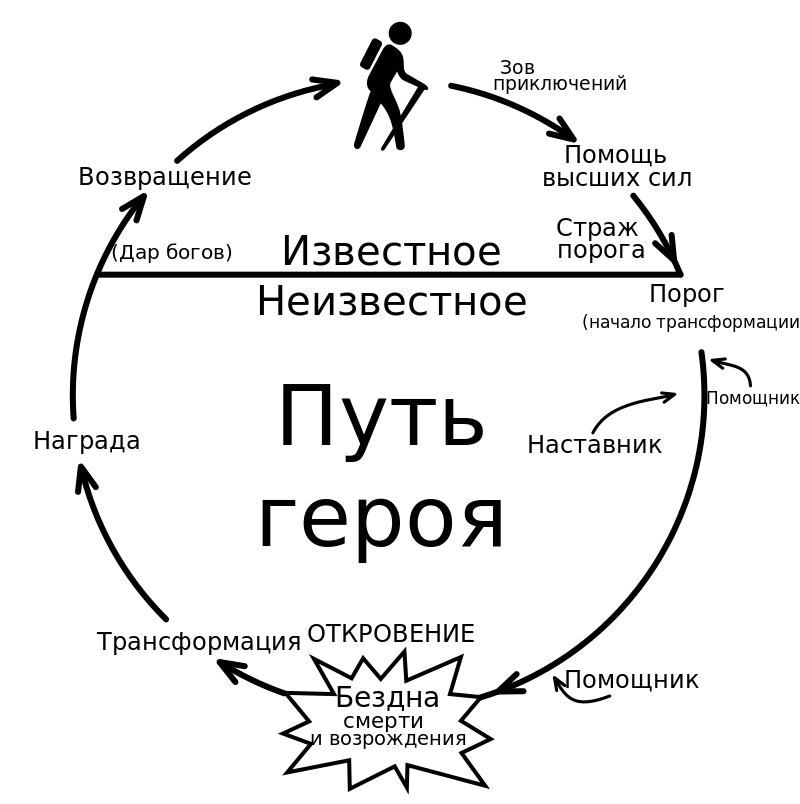 Зов
приключений
Помощь
высших сил
Возвращение
Страж
порога
(Дар богов)
Известное
Неизвестное
Порог
(начало трансформации
Помощник
Путь
героя
Наставник
Награда
Трансформация
ОТКРОВЕНИЕ
Помощник
Бездна
смерти
и возрождения